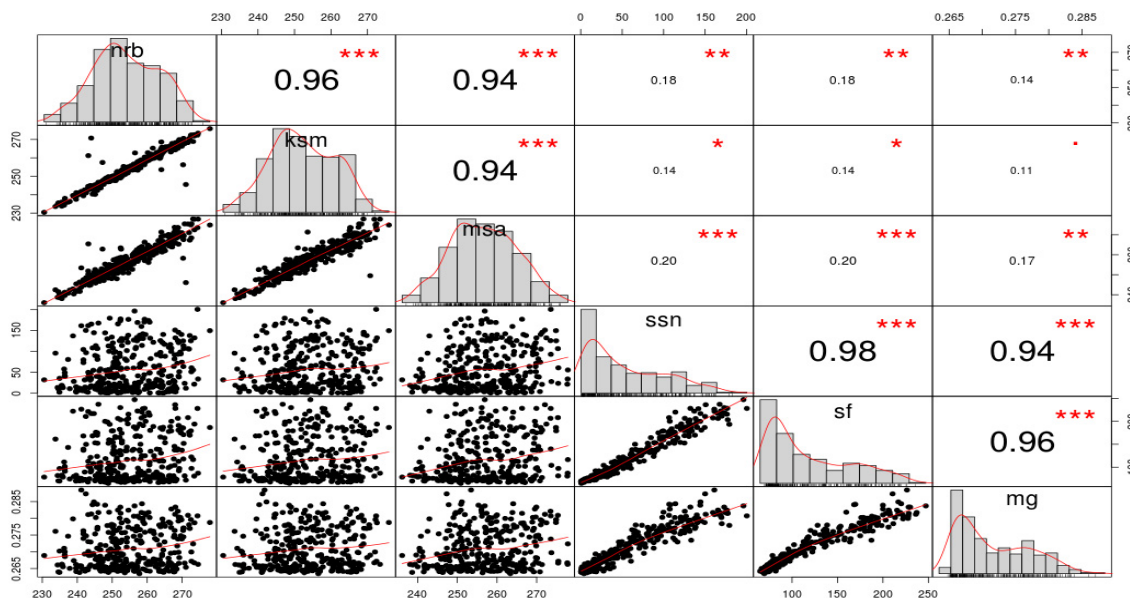 230 240 250 260 270 0 50 100 150 200 0.265 0.275 0.285
nrb 0.96 *** 0.94 *** 0.18 ** 0.18 ** 0.14 **
230 250 270 ksm 0.94 *** 0.14 * 0.14 * 0.11 .
msa 0.20 *** 0.20 *** 0.17 **
0 50 150 ssn 0.98 *** 0.94 ***
sf 0.96 ***
0.265 0.275 0.285 mg
230 240 250 260 270 240 250 260 270 100 150 200 250